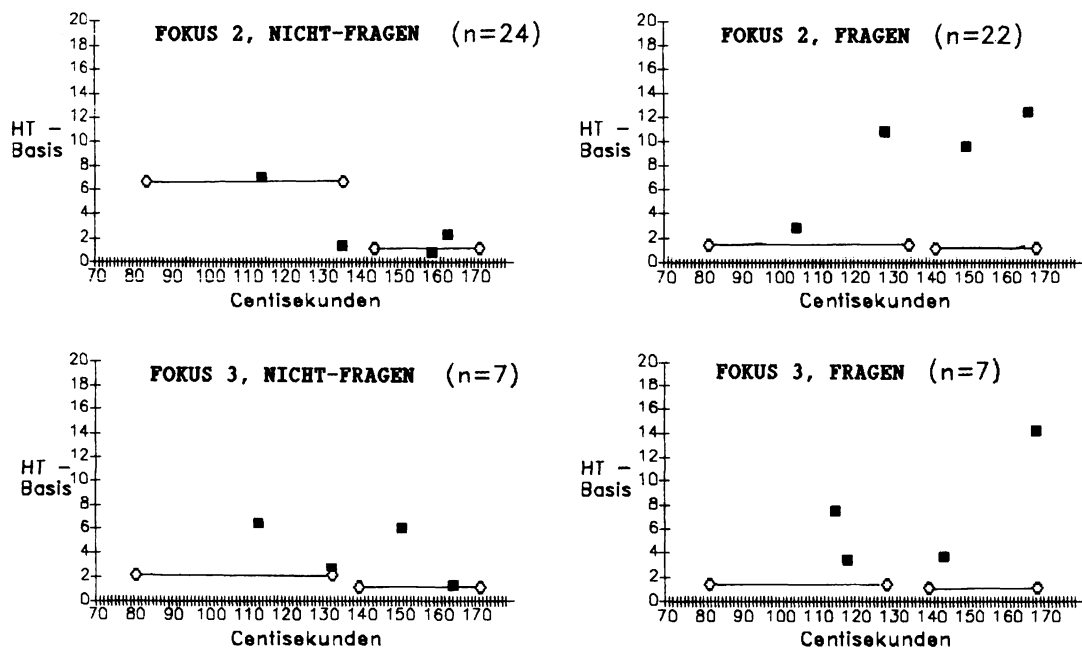 FOKUS 2, NICHT-FRAGEN (n=24)
20
18
16
14
12
10
8
6
4
2
0
HT –
Basis
70 80 90 100 110 120 130 140 150 160 170
Centisekunden
FOKUS 2, FRAGEN (n=22)
20
18
16
14
12
10
8
6
4
2
0
HT –
Basis
70 80 90 100 110 120 130 140 150 160 170
Centisekunden
FOKUS 3, NICHT-FRAGEN (n=7)
20
18
16
14
12
10
8
6
4
2
0
HT –
Basis
70 80 90 100 110 120 130 140 150 160 170
Centisekunden
FOKUS 3, FRAGEN (n=7)
20
18
16
14
12
10
8
6
4
2
0
HT –
Basis
70 80 90 100 110 120 130 140 150 160 170
Centisekunden